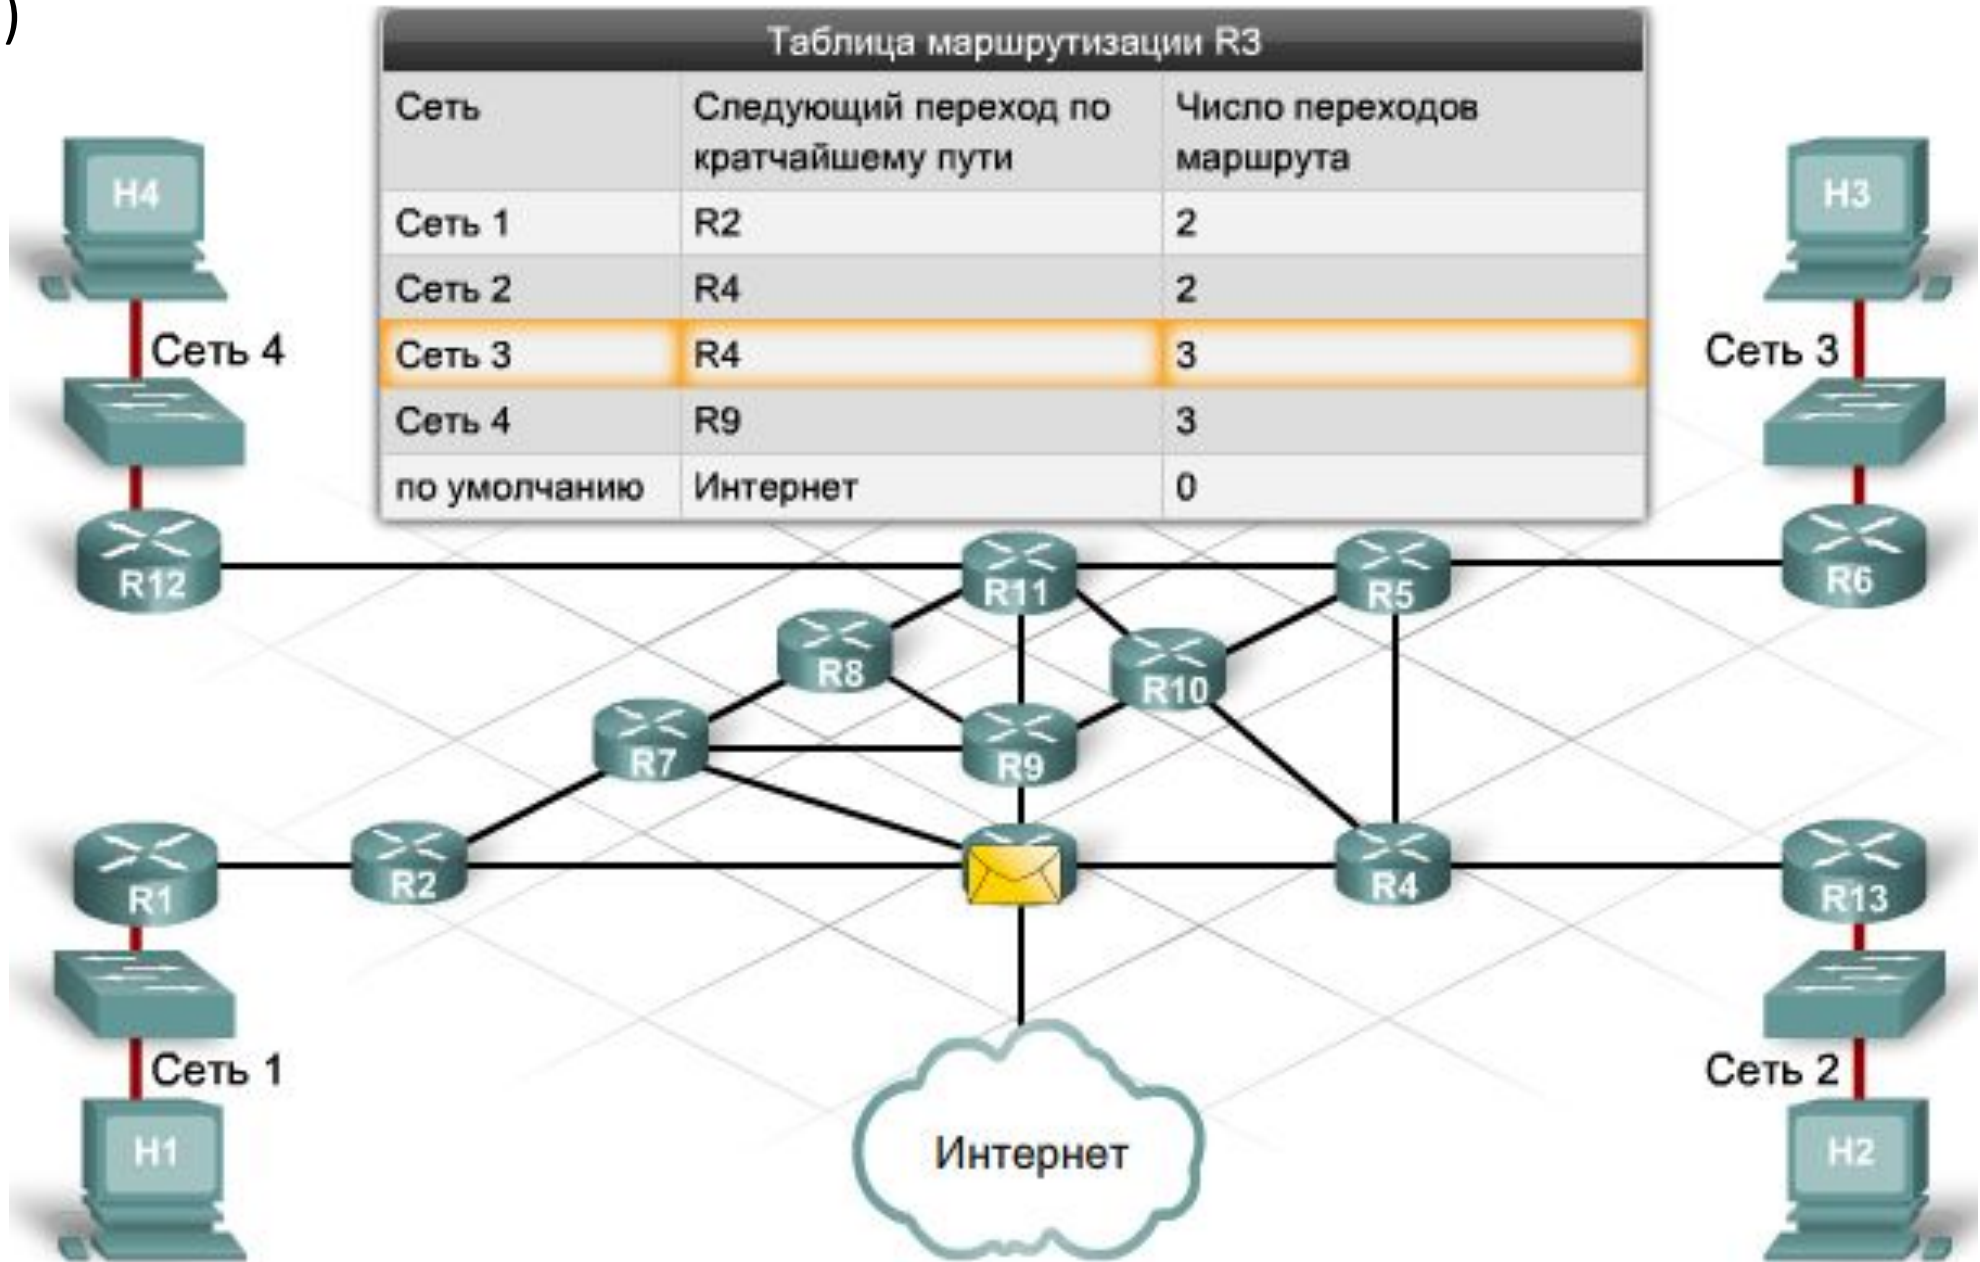 )
Таблица маршрутизации R3
Сеть
Следующий переход по
кратчайшему пути
Число переходов
маршрута
Сеть 1
R2
2
Сеть 2
R4
2
Сеть 3
R4
3
Сеть 4
R9
3
по умолчанию
Интернет
0
H4
H3
Сеть 4
Сеть 3
R12
R11
R5
R6
R8
R10
R7
R9
R1
R2
R4
R13
Сеть 1
Сеть 2
H1
Интернет
H2